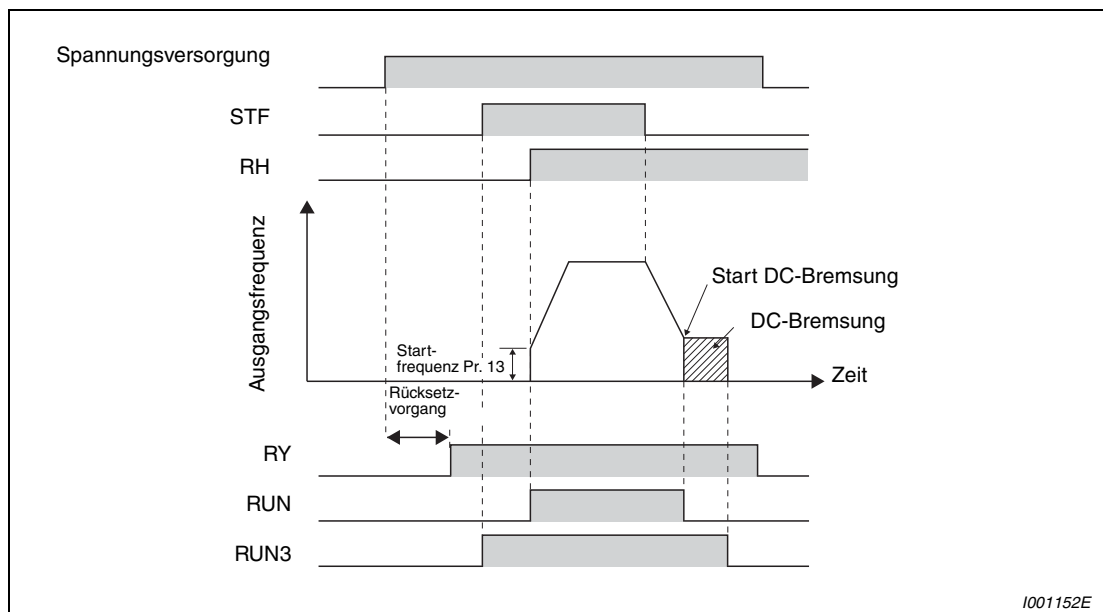 Spannungsversorgung
STF
RH
Ausgangsfrequenz
Start DC-Bremsung
DC-Bremsung
Start-
frequenz Pr. 13
Zeit
Rücksetz-
vorgang
RY
RUN
RUN3
I001152E